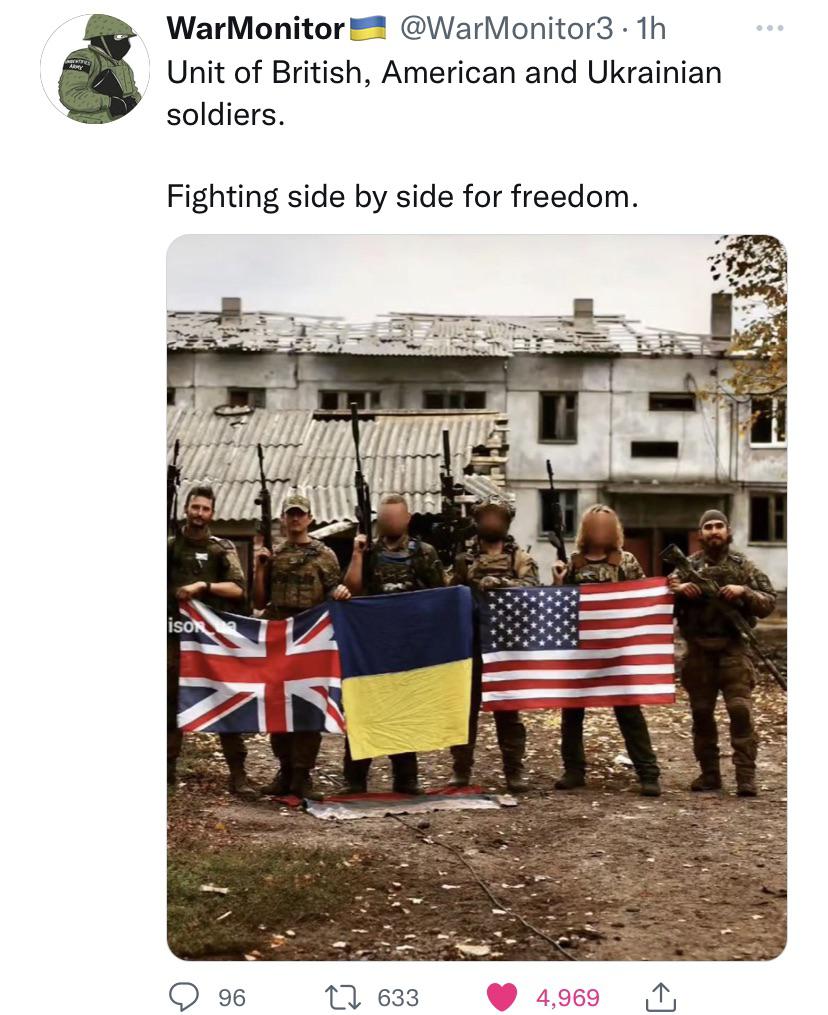 WarMonitor🇺🇦 @WarMonitor3 · 1h
Unit of British, American and Ukrainian
soldiers.
Fighting side by side for freedom.
96 633 4,969